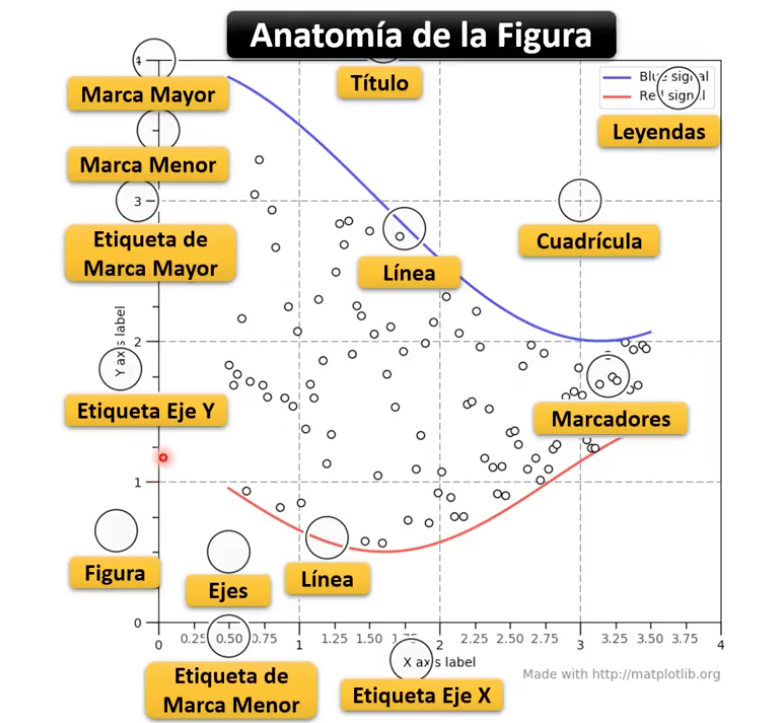 Anatomía de la Figura
4
Marca Mayor
Título
Blue signal
Red signal
Leyendas
Marca Menor
3
Etiqueta de
Marca Mayor
Cuadrícula
Línea
Y axis label
2
Etiqueta Eje Y
Marcadores
1
Figura
Ejes
Línea
0
0 0.25 0.50 0.75 1 1.25 1.50 1.75 2 2.25 2.50 2.75 3 3.25 3.50 3.75 4
X axis label
Etiqueta de
Marca Menor
Etiqueta Eje X
Made with http://matplotlib.org